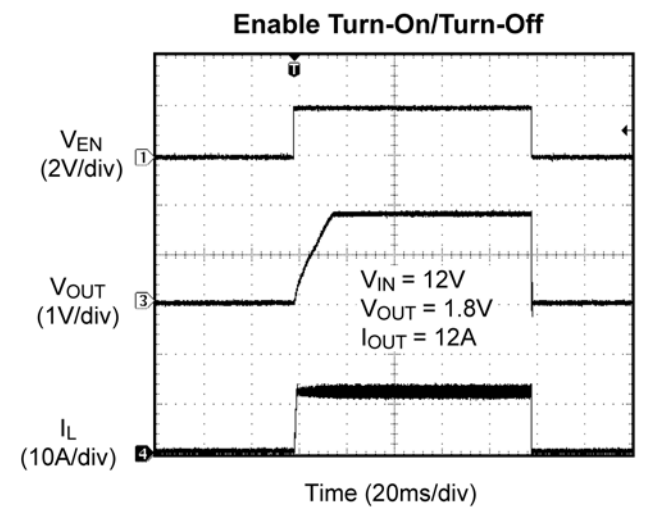 Enable Turn-On/Turn-Off
T
VEN
(2V/div)
1
VOUT
(1V/div)
3
VIN = 12V
VOUT = 1.8V
IOUT = 12A
IL
(10A/div)
4
Time (20ms/div)